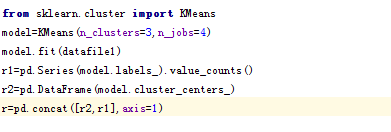 from sklearn.cluster import KMeans
model=KMeans(n_clusters=3,n_jobs=4)
model.fit(datafile1)
r1=pd.Series(model.labels_).value_counts()
r2=pd.DataFrame(model.cluster_centers_)
r=pd.concat([r2,r1],axis=1)